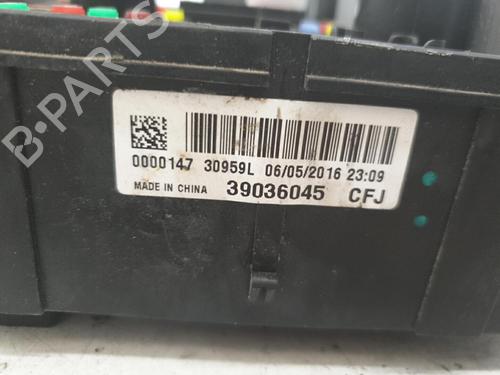 B-PARTS
0000147 30959L 06/05/2016 23:09
MADE IN CHINA 39036045 CFJ